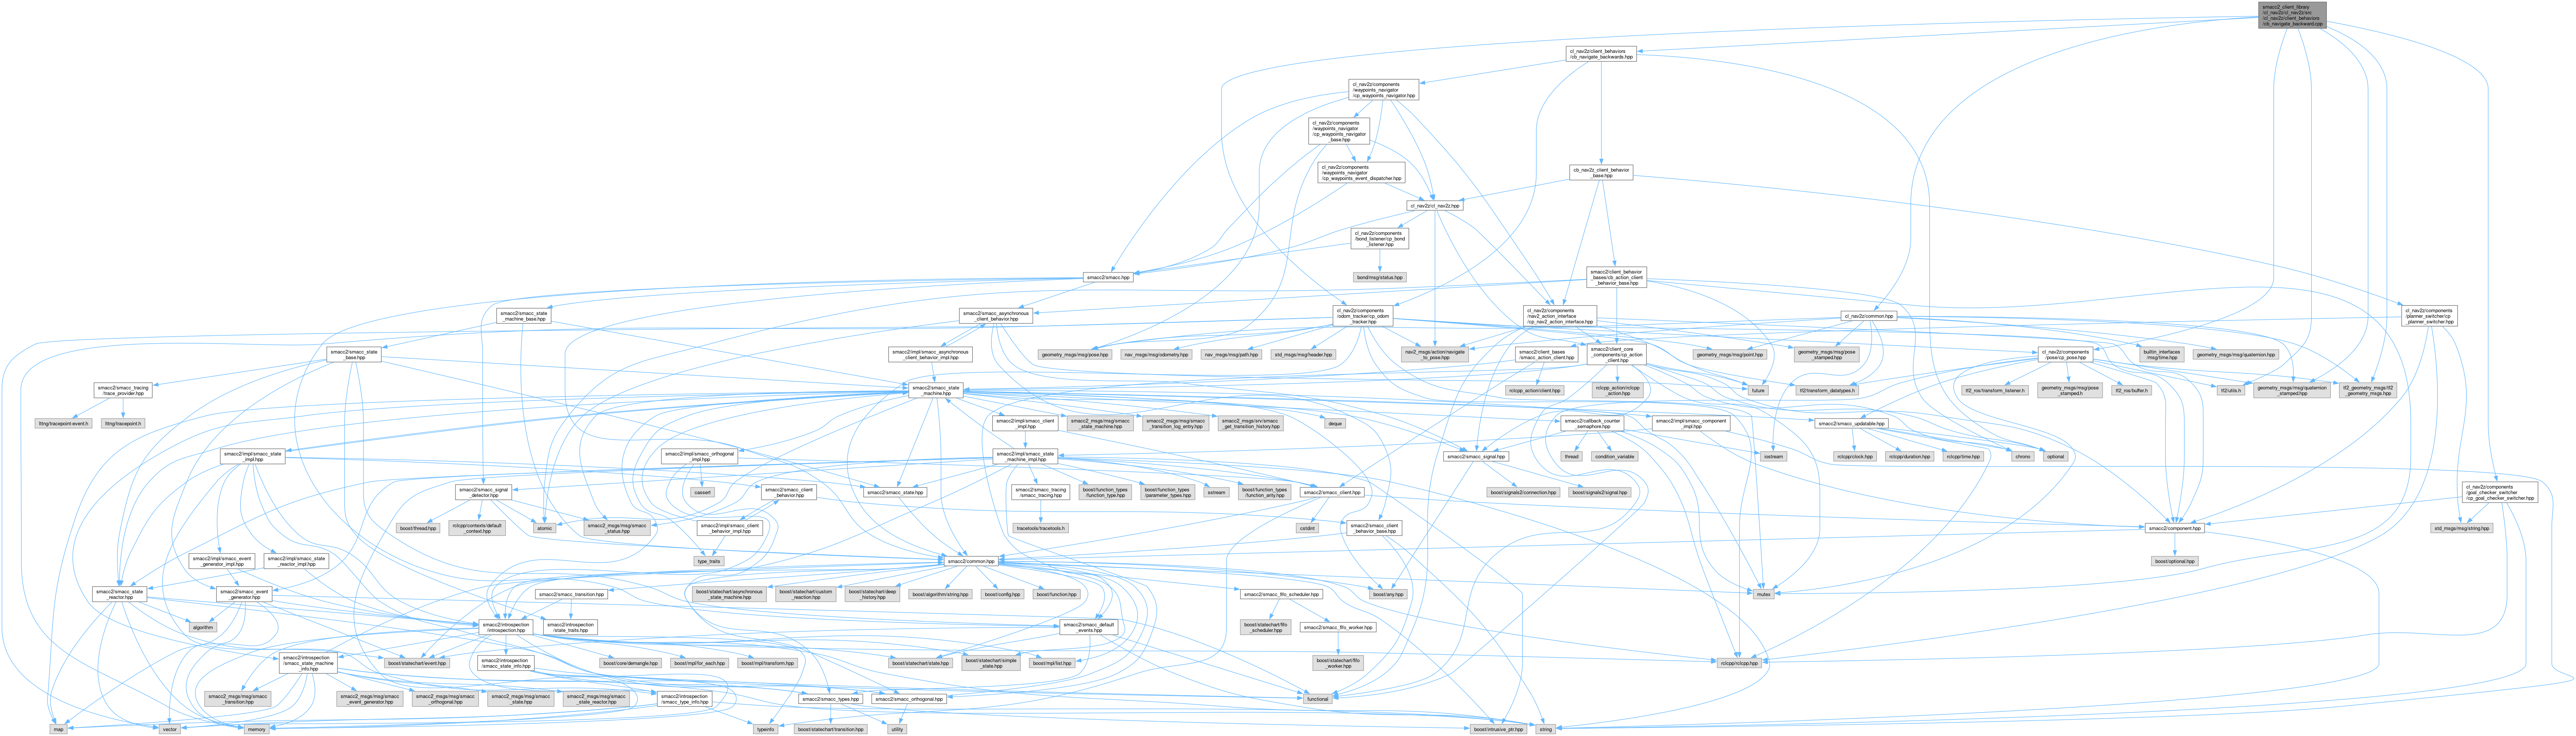 smacc2_client_library
/cl_nav2z/cl_nav2z/src
/cl_nav2z/client_behaviors
/cb_navigate_backward.cpp
cl_nav2z/client_behaviors
/cb_navigate_backwards.hpp
cl_nav2z/components
/waypoints_navigator
/cp_waypoints_navigator.hpp
cl_nav2z/components
/waypoints_navigator
/cp_waypoints_navigator
_base.hpp
cl_nav2z/components
/waypoints_navigator
/cp_waypoints_event_dispatcher.hpp
cb_nav2z_client_behavior
_base.hpp
cl_nav2z/cl_nav2z.hpp
cl_nav2z/components
/bond_listener/cp_bond
_listener.hpp
bond/msg/status.hpp
smacc2/smacc.hpp
smacc2/client_behavior
_bases/cb_action_client
_behavior_base.hpp
smacc2/smacc_state
_machine_base.hpp
smacc2/smacc_asynchronous
_client_behavior.hpp
cl_nav2z/components
/odom_tracker/cp_odom
_tracker.hpp
cl_nav2z/components
/nav2_action_interface
/cp_nav2_action_interface.hpp
cl_nav2z/common.hpp
cl_nav2z/components
/planner_switcher/cp
_planner_switcher.hpp
smacc2/smacc_state
_base.hpp
smacc2/impl/smacc_asynchronous
_client_behavior_impl.hpp
geometry_msgs/msg/pose.hpp
nav_msgs/msg/odometry.hpp
nav_msgs/msg/path.hpp
std_msgs/msg/header.hpp
nav2_msgs/action/navigate
_to_pose.hpp
smacc2/client_bases
/smacc_action_client.hpp
smacc2/client_core
_components/cp_action
_client.hpp
geometry_msgs/msg/point.hpp
geometry_msgs/msg/pose
_stamped.hpp
cl_nav2z/components
/pose/cp_pose.hpp
builtin_interfaces
/msg/time.hpp
geometry_msgs/msg/quaternion.hpp
smacc2/smacc_tracing
/trace_provider.hpp
smacc2/smacc_state
_machine.hpp
rclcpp_action/client.hpp
rclcpp_action/rclcpp
_action.hpp
future
tf2/transform_datatypes.h
tf2_ros/transform_listener.h
geometry_msgs/msg/pose
_stamped.h
tf2_ros/buffer.h
tf2/utils.h
geometry_msgs/msg/quaternion
_stamped.hpp
tf2_geometry_msgs/tf2
_geometry_msgs.hpp
lttng/tracepoint-event.h
lttng/tracepoint.h
smacc2/impl/smacc_client
_impl.hpp
smacc2_msgs/msg/smacc
_state_machine.hpp
smacc2_msgs/msg/smacc
_transition_log_entry.hpp
smacc2_msgs/srv/smacc
_get_transition_history.hpp
deque
smacc2/callback_counter
_semaphore.hpp
smacc2/impl/smacc_component
_impl.hpp
smacc2/smacc_updatable.hpp
smacc2/impl/smacc_state
_impl.hpp
smacc2/impl/smacc_orthogonal
_impl.hpp
smacc2/impl/smacc_state
_machine_impl.hpp
smacc2/smacc_signal.hpp
thread
condition_variable
iostream
rclcpp/clock.hpp
rclcpp/duration.hpp
rclcpp/time.hpp
chrono
optional
smacc2/smacc_signal
_detector.hpp
cassert
smacc2/smacc_client
_behavior.hpp
smacc2/smacc_state.hpp
smacc2/smacc_tracing
/smacc_tracing.hpp
boost/function_types
/function_type.hpp
boost/function_types
/parameter_types.hpp
sstream
boost/function_types
/function_arity.hpp
smacc2/smacc_client.hpp
boost/signals2/connection.hpp
boost/signals2/signal.hpp
cl_nav2z/components
/goal_checker_switcher
/cp_goal_checker_switcher.hpp
boost/thread.hpp
rclcpp/contexts/default
_context.hpp
atomic
smacc2_msgs/msg/smacc
_status.hpp
smacc2/impl/smacc_client
_behavior_impl.hpp
tracetools/tracetools.h
cstdint
smacc2/smacc_client
_behavior_base.hpp
smacc2/component.hpp
std_msgs/msg/string.hpp
smacc2/impl/smacc_event
_generator_impl.hpp
smacc2/impl/smacc_state
_reactor_impl.hpp
type_traits
smacc2/common.hpp
boost/optional.hpp
smacc2/smacc_state
_reactor.hpp
smacc2/smacc_event
_generator.hpp
smacc2/smacc_transition.hpp
boost/statechart/asynchronous
_state_machine.hpp
boost/statechart/custom
_reaction.hpp
boost/statechart/deep
_history.hpp
boost/algorithm/string.hpp
boost/config.hpp
boost/function.hpp
smacc2/smacc_fifo_scheduler.hpp
boost/any.hpp
mutex
algorithm
smacc2/introspection
/introspection.hpp
smacc2/introspection
/state_traits.hpp
smacc2/smacc_default
_events.hpp
boost/statechart/fifo
_scheduler.hpp
smacc2/smacc_fifo_worker.hpp
smacc2/introspection
/smacc_state_machine
_info.hpp
boost/statechart/event.hpp
smacc2/introspection
/smacc_state_info.hpp
boost/core/demangle.hpp
boost/mpl/for_each.hpp
boost/mpl/transform.hpp
boost/statechart/state.hpp
boost/statechart/simple
_state.hpp
boost/mpl/list.hpp
boost/statechart/fifo
_worker.hpp
rclcpp/rclcpp.hpp
smacc2_msgs/msg/smacc
_transition.hpp
smacc2_msgs/msg/smacc
_event_generator.hpp
smacc2_msgs/msg/smacc
_orthogonal.hpp
smacc2_msgs/msg/smacc
_state.hpp
smacc2_msgs/msg/smacc
_state_reactor.hpp
smacc2/introspection
/smacc_type_info.hpp
smacc2/smacc_types.hpp
smacc2/smacc_orthogonal.hpp
functional
map
vector
memory
typeinfo
boost/statechart/transition.hpp
utility
boost/intrusive_ptr.hpp
string